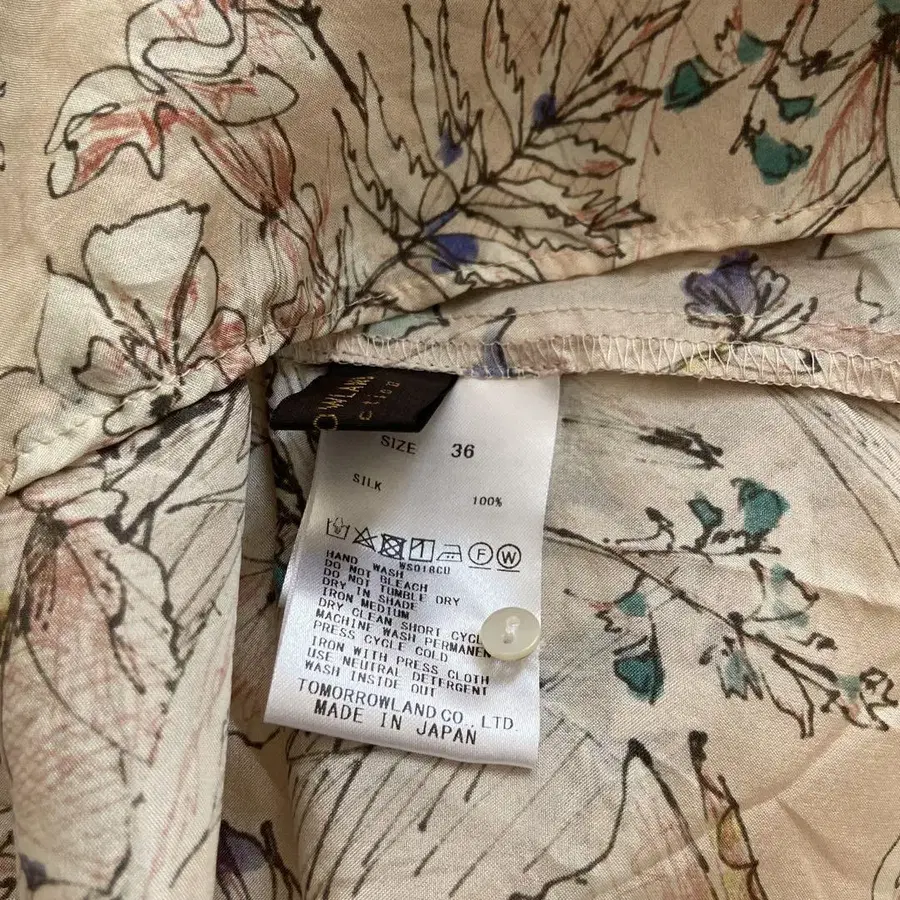 SIZE 36
SILK 100%
F W
WS018CU
HAND WASH
DO NOT BLEACH
DO NOT TUMBLE DRY
DRY IN SHADE
IRON MEDIUM
DRY CLEAN SHORT
MACHINE WASH
PRESS CYCLE COLD
IRON WITH PRESS CLOTH
USE NEUTRAL DETERGENT
WASH INSIDE OUT
TOMORROWLAND CO., LTD
MADE IN JAPAN